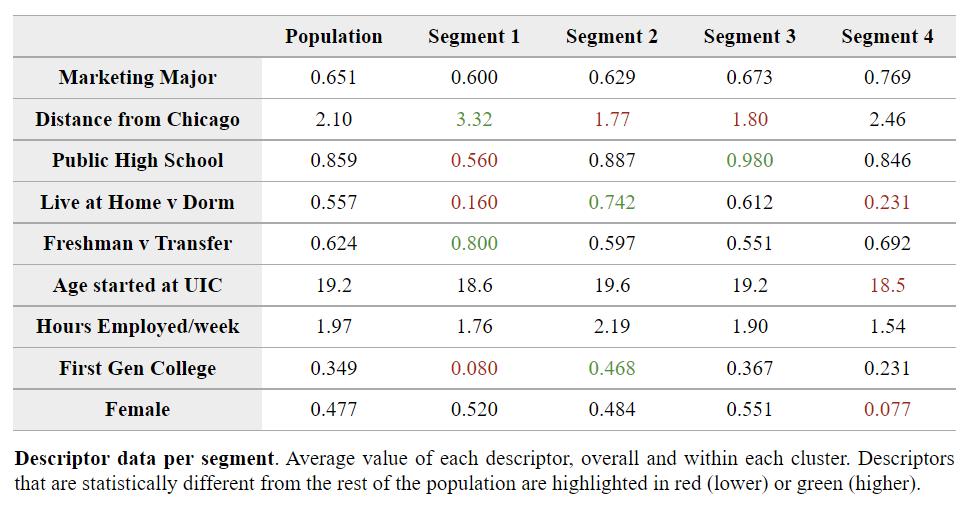 Population Segment 1 Segment 2 Segment 3 Segment 4
Marketing Major 0.651 0.600 0.629 0.673 0.769
Distance from Chicago 2.10 3.32 1.77 1.80 2.46
Public High School 0.859 0.560 0.887 0.980 0.846
Live at Home v Dorm 0.557 0.160 0.742 0.612 0.231
Freshman v Transfer 0.624 0.800 0.597 0.551 0.692
Age started at UIC 19.2 18.6 19.6 19.2 18.5
Hours Employed/week 1.97 1.76 2.19 1.90 1.54
First Gen College 0.349 0.080 0.468 0.367 0.231
Female 0.477 0.520 0.484 0.551 0.077
Descriptor data per segment. Average value of each descriptor, overall and within each cluster. Descriptors
that are statistically different from the rest of the population are highlighted in red (lower) or green (higher).